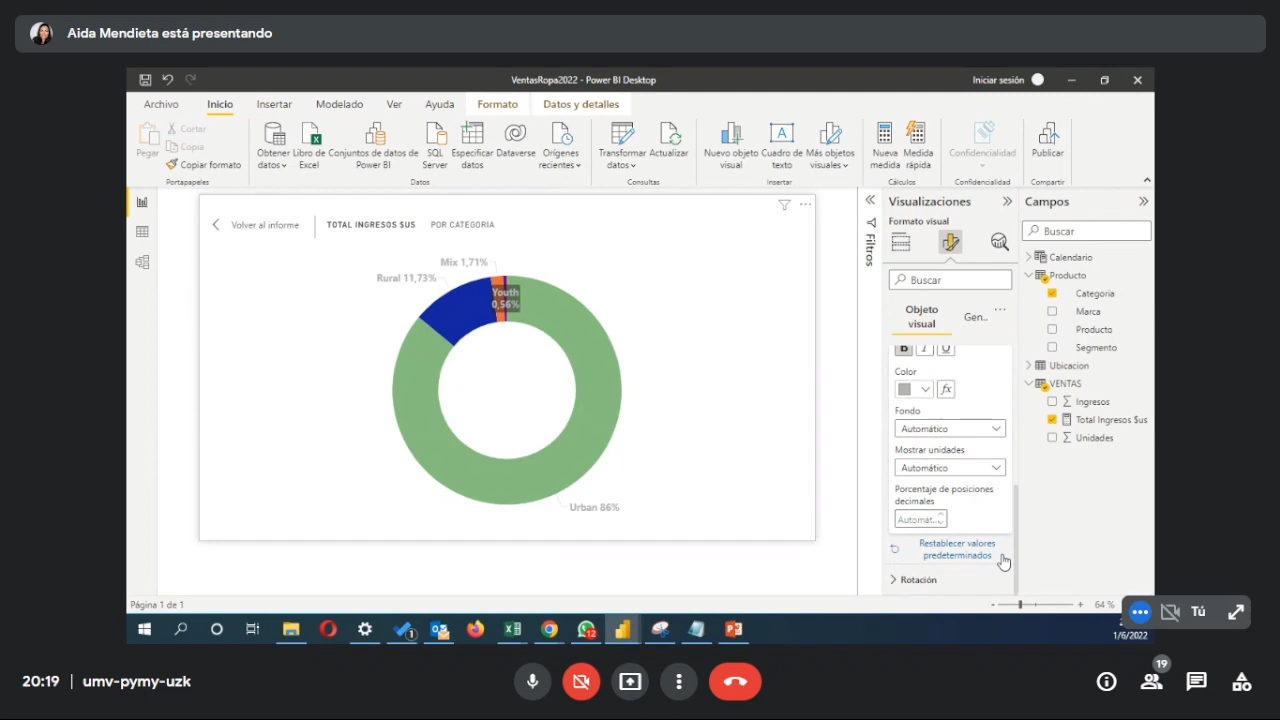 Aida Mendieta está presentando
VentasRopa2022 - Power BI Desktop
Iniciar sesión
Archivo
Inicio
Insertar
Modelado
Ver
Ayuda
Formato
Datos y detalles
Pegar
Cortar
Copia
Copiar formato
Portapapeles
Obtener datos
Libro de Excel
Conjuntos de datos de Power BI
SQL Server
Especificar datos
Dataverse
Orígenes recientes
Datos
Transformar datos
Actualizar
Consultas
Nuevo objeto visual
Cuadro de texto
Más objetos visuales
Insertar
Nueva medida
Medida rápida
Cálculos
Confidencialidad
Confidencialidad
Publicar
Compartir
Volver al informe
TOTAL INGRESOS $US
POR CATEGORIA
Mix 1,71%
Rural 11,73%
Youth
0,56%
Urban 86%
Filtros
Visualizaciones
Formato visual
Buscar
Objeto
visual
Gen..
B I U
Color
fx
Fondo
Automático
Mostrar unidades
Automático
Porcentaje de posiciones
decimales
Automát...
Restablecer valores
predeterminados
Rotación
Campos
Buscar
Calendario
Producto
Categoria
Marca
Producto
Segmento
Ubicacion
VENTAS
Ingresos
Total Ingresos $us
Unidades
Página 1 de 1
- + 64 %
Tú
1
12
1/6/2022
20:19 | umv-pymy-uzk
19